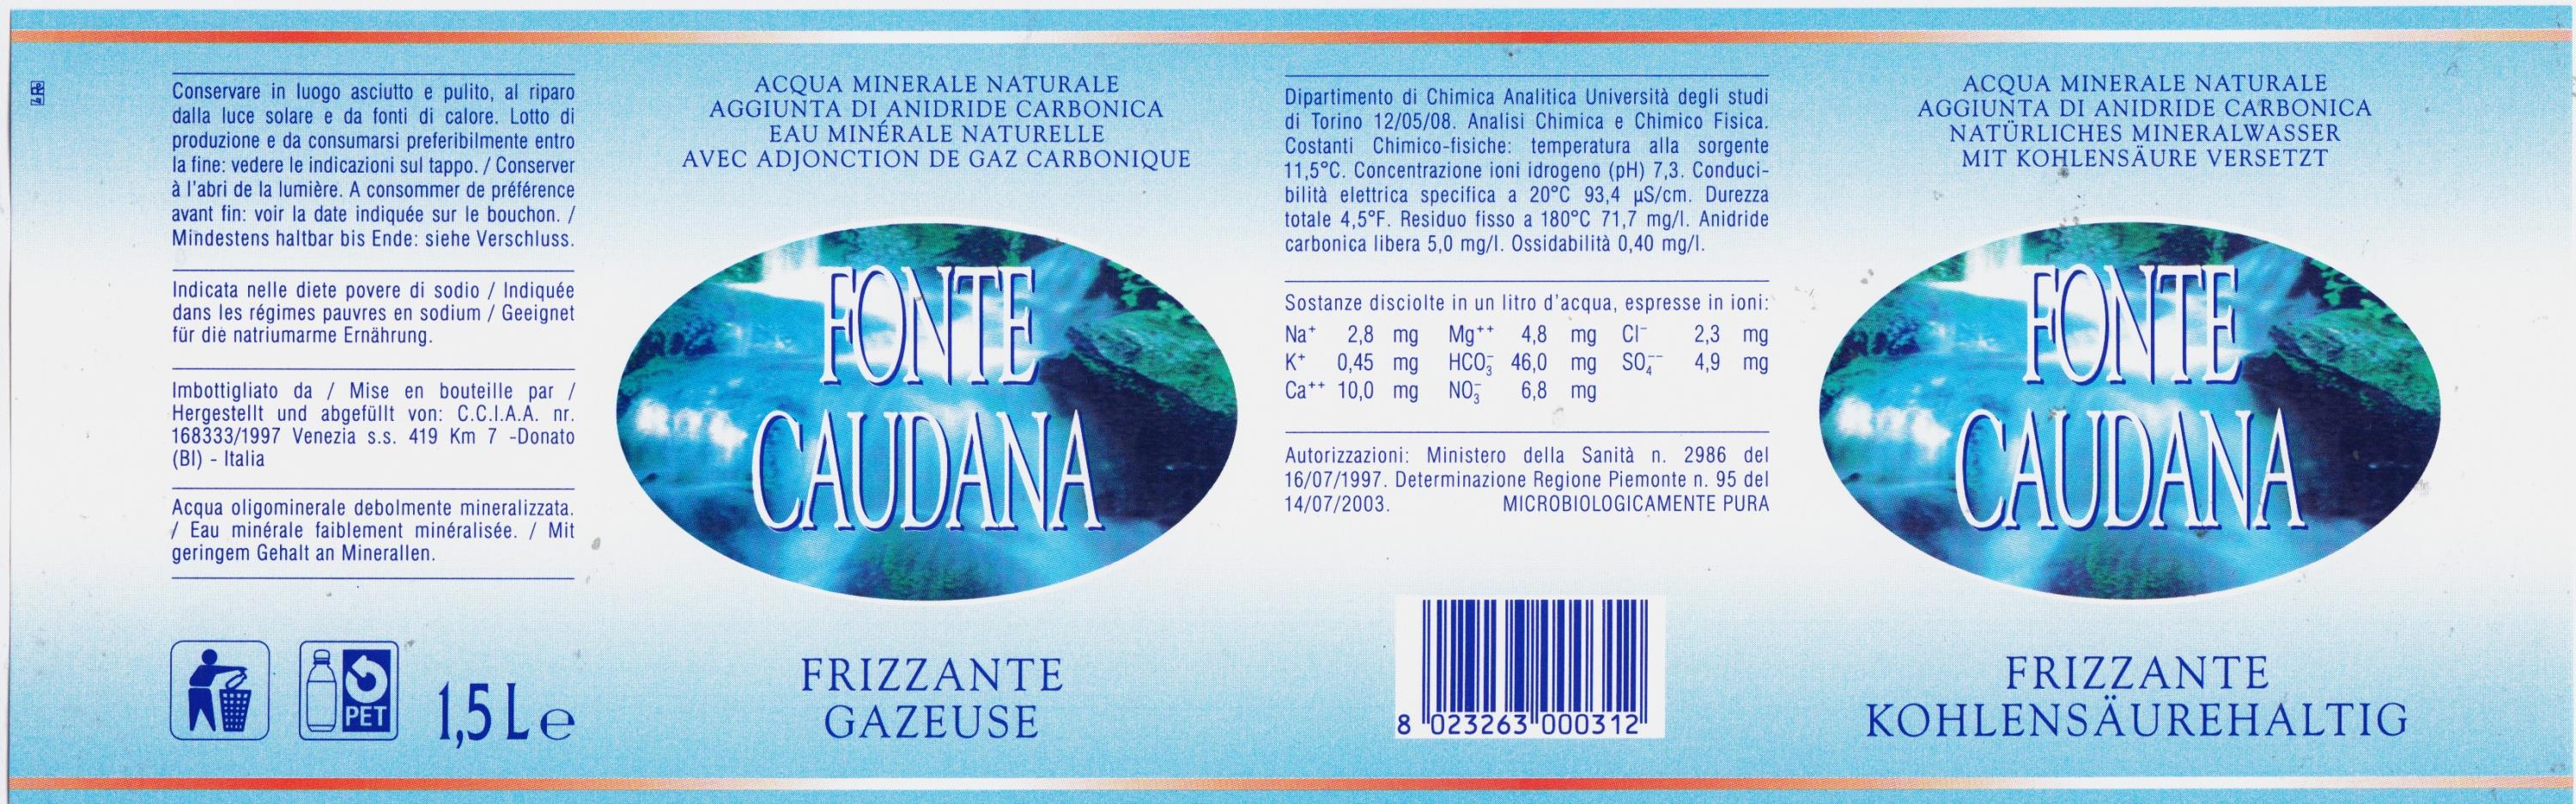 Conservare in luogo asciutto e pulito, al riparo
dalla luce solare e da fonti di calore. Lotto di
produzione e da consumarsi preferibilmente entro
la fine: vedere le indicazioni sul tappo. / Conserver
à l'abri de la lumière. A consommer de préférence
avant fin: voir la date indiquée sur le bouchon. /
Mindestens haltbar bis Ende: siehe Verschluss.
Indicata nelle diete povere di sodio / Indiquée
dans les régimes pauvres en sodium / Geeignet
für die natriumarme Ernährung.
Imbottigliato da / Mise en bouteille par /
Hergestellt und abgefüllt von: C.C.I.A.A. nr.
168333/1997 Venezia s.s. 419 Km 7 -Donato
(BI) - Italia
Acqua oligominerale debolmente mineralizzata.
/ Eau minérale faiblement minéralisée. / Mit
geringem Gehalt an Minerallen.
PET
1,5 L e
ACQUA MINERALE NATURALE
AGGIUNTA DI ANIDRIDE CARBONICA
EAU MINÉRALE NATURELLE
AVEC ADJONCTION DE GAZ CARBONIQUE
FONTE
CAUDANA
FRIZZANTE
GAZEUSE
Dipartimento di Chimica Analitica Università degli studi
di Torino 12/05/08. Analisi Chimica e Chimico Fisica.
Costanti Chimico-fisiche: temperatura alla sorgente
11,5°C. Concentrazione ioni idrogeno (pH) 7,3. Conduci-
bilità elettrica specifica a 20°C 93,4 µS/cm. Durezza
totale 4,5°F. Residuo fisso a 180°C 71,7 mg/l. Anidride
carbonica libera 5,0 mg/l. Ossidabilità 0,40 mg/l.
Sostanze disciolte in un litro d'acqua, espresse in ioni:
Na⁺ 2,8 mg Mg⁺⁺ 4,8 mg Cl⁻ 2,3 mg
K⁺ 0,45 mg HCO₃⁻ 46,0 mg SO₄⁻⁻ 4,9 mg
Ca⁺⁺ 10,0 mg NO₃⁻ 6,8 mg
Autorizzazioni: Ministero della Sanità n. 2986 del
16/07/1997. Determinazione Regione Piemonte n. 95 del
14/07/2003. MICROBIOLOGICAMENTE PURA
8 023263 000312
ACQUA MINERALE NATURALE
AGGIUNTA DI ANIDRIDE CARBONICA
NATÜRLICHES MINERALWASSER
MIT KOHLENSÄURE VERSETZT
FONTE
CAUDANA
FRIZZANTE
KOHLENSÄUREHALTIG